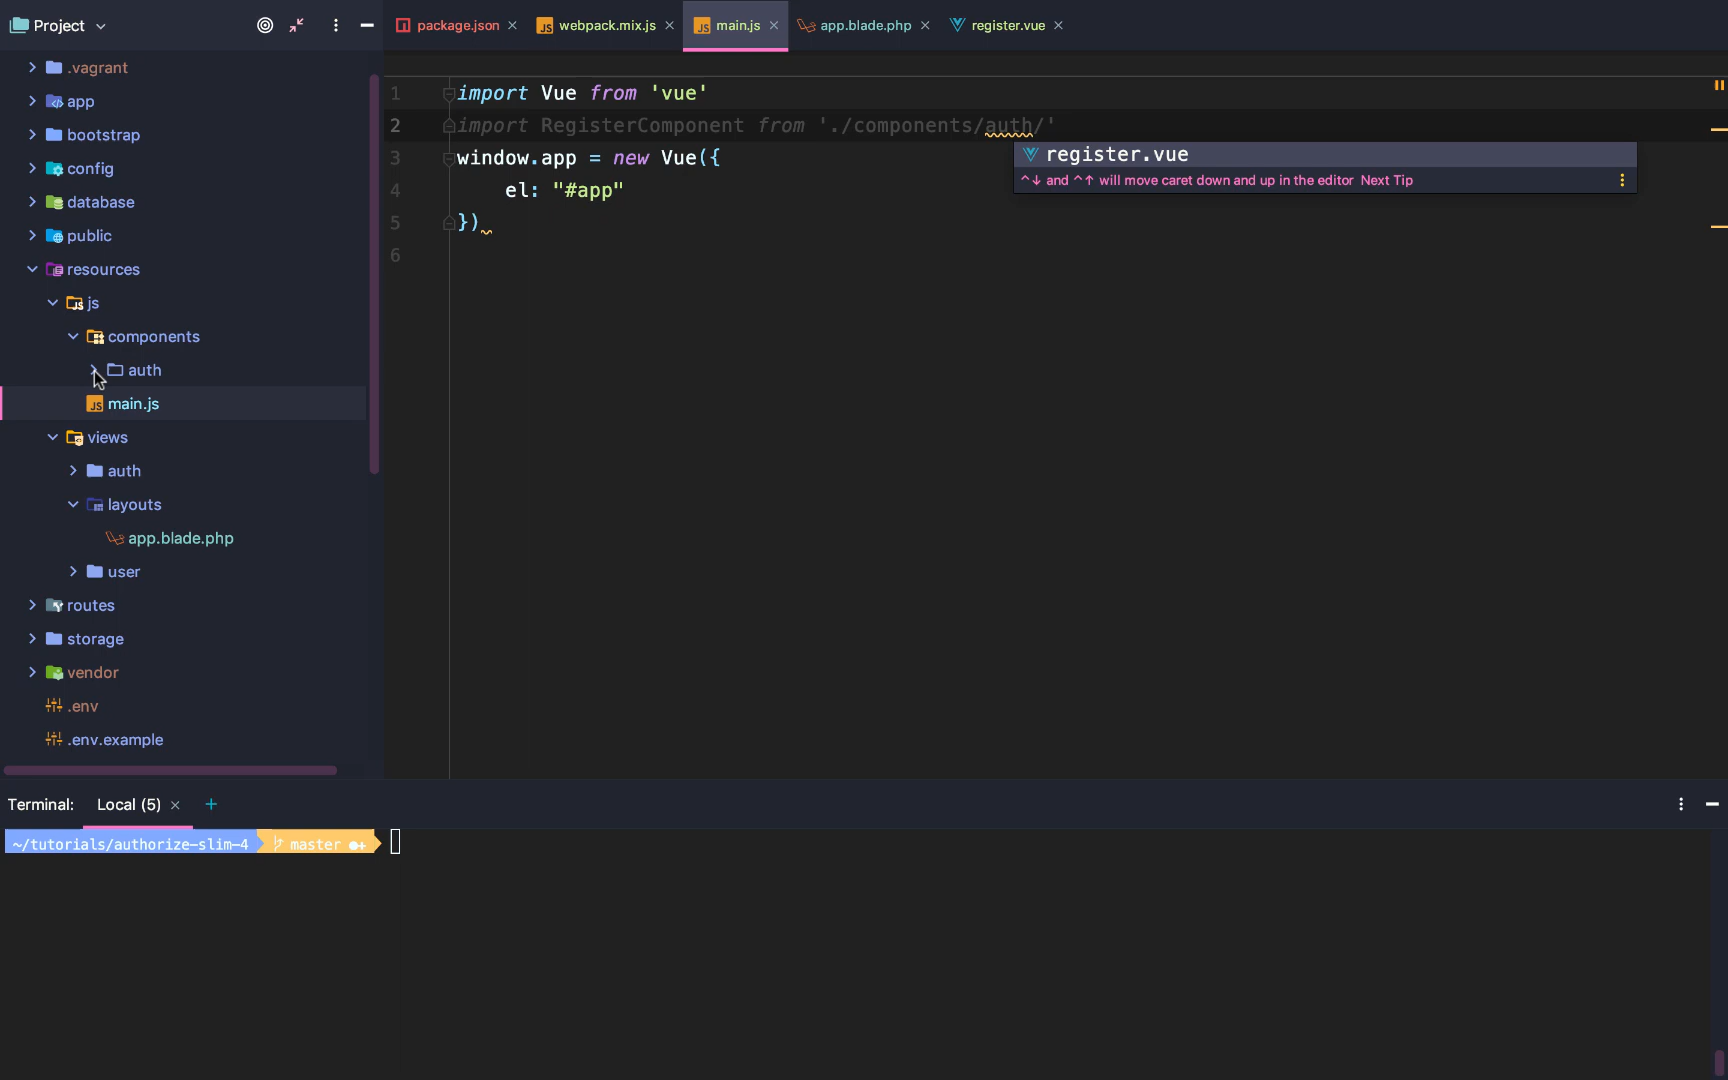 Project
package.json
webpack.mix.js
main.js
app.blade.php
register.vue
.vagrant
app
bootstrap
config
database
public
resources
js
components
auth
main.js
views
auth
layouts
app.blade.php
user
routes
storage
vendor
.env
.env.example
1 import Vue from 'vue'
2 import RegisterComponent from './components/auth/'
3 window.app = new Vue({
4 el: "#app"
5 })
6
register.vue
^↓ and ^↑ will move caret down and up in the editor Next Tip
Terminal: Local (5) × +
~/tutorials/authorize-slim-4 master ●+